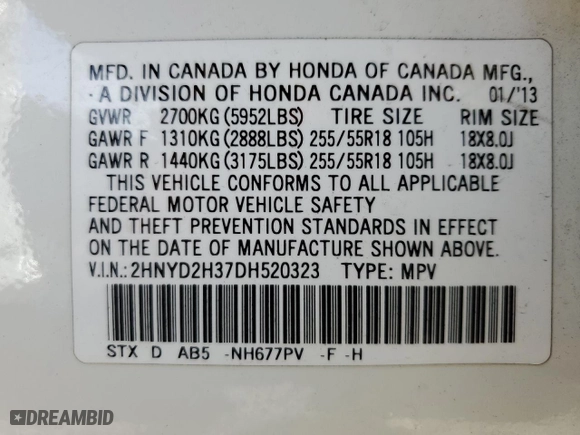 MFD. IN CANADA BY HONDA OF CANADA MFG.,
A DIVISION OF HONDA CANADA INC. 01/'13
GVWR 2700KG (5952LBS) TIRE SIZE RIM SIZE
GAWR F 1310KG (2888LBS) 255/55R18 105H 18X8.0J
GAWR R 1440KG (3175LBS) 255/55R18 105H 18X8.0J
THIS VEHICLE CONFORMS TO ALL APPLICABLE
FEDERAL MOTOR VEHICLE SAFETY
AND THEFT PREVENTION STANDARDS IN EFFECT
ON THE DATE OF MANUFACTURE SHOWN ABOVE.
V.I.N.: 2HNYD2H37DH520323 TYPE: MPV
STX D AB5 -NH677PV -F -H
DREAMBID